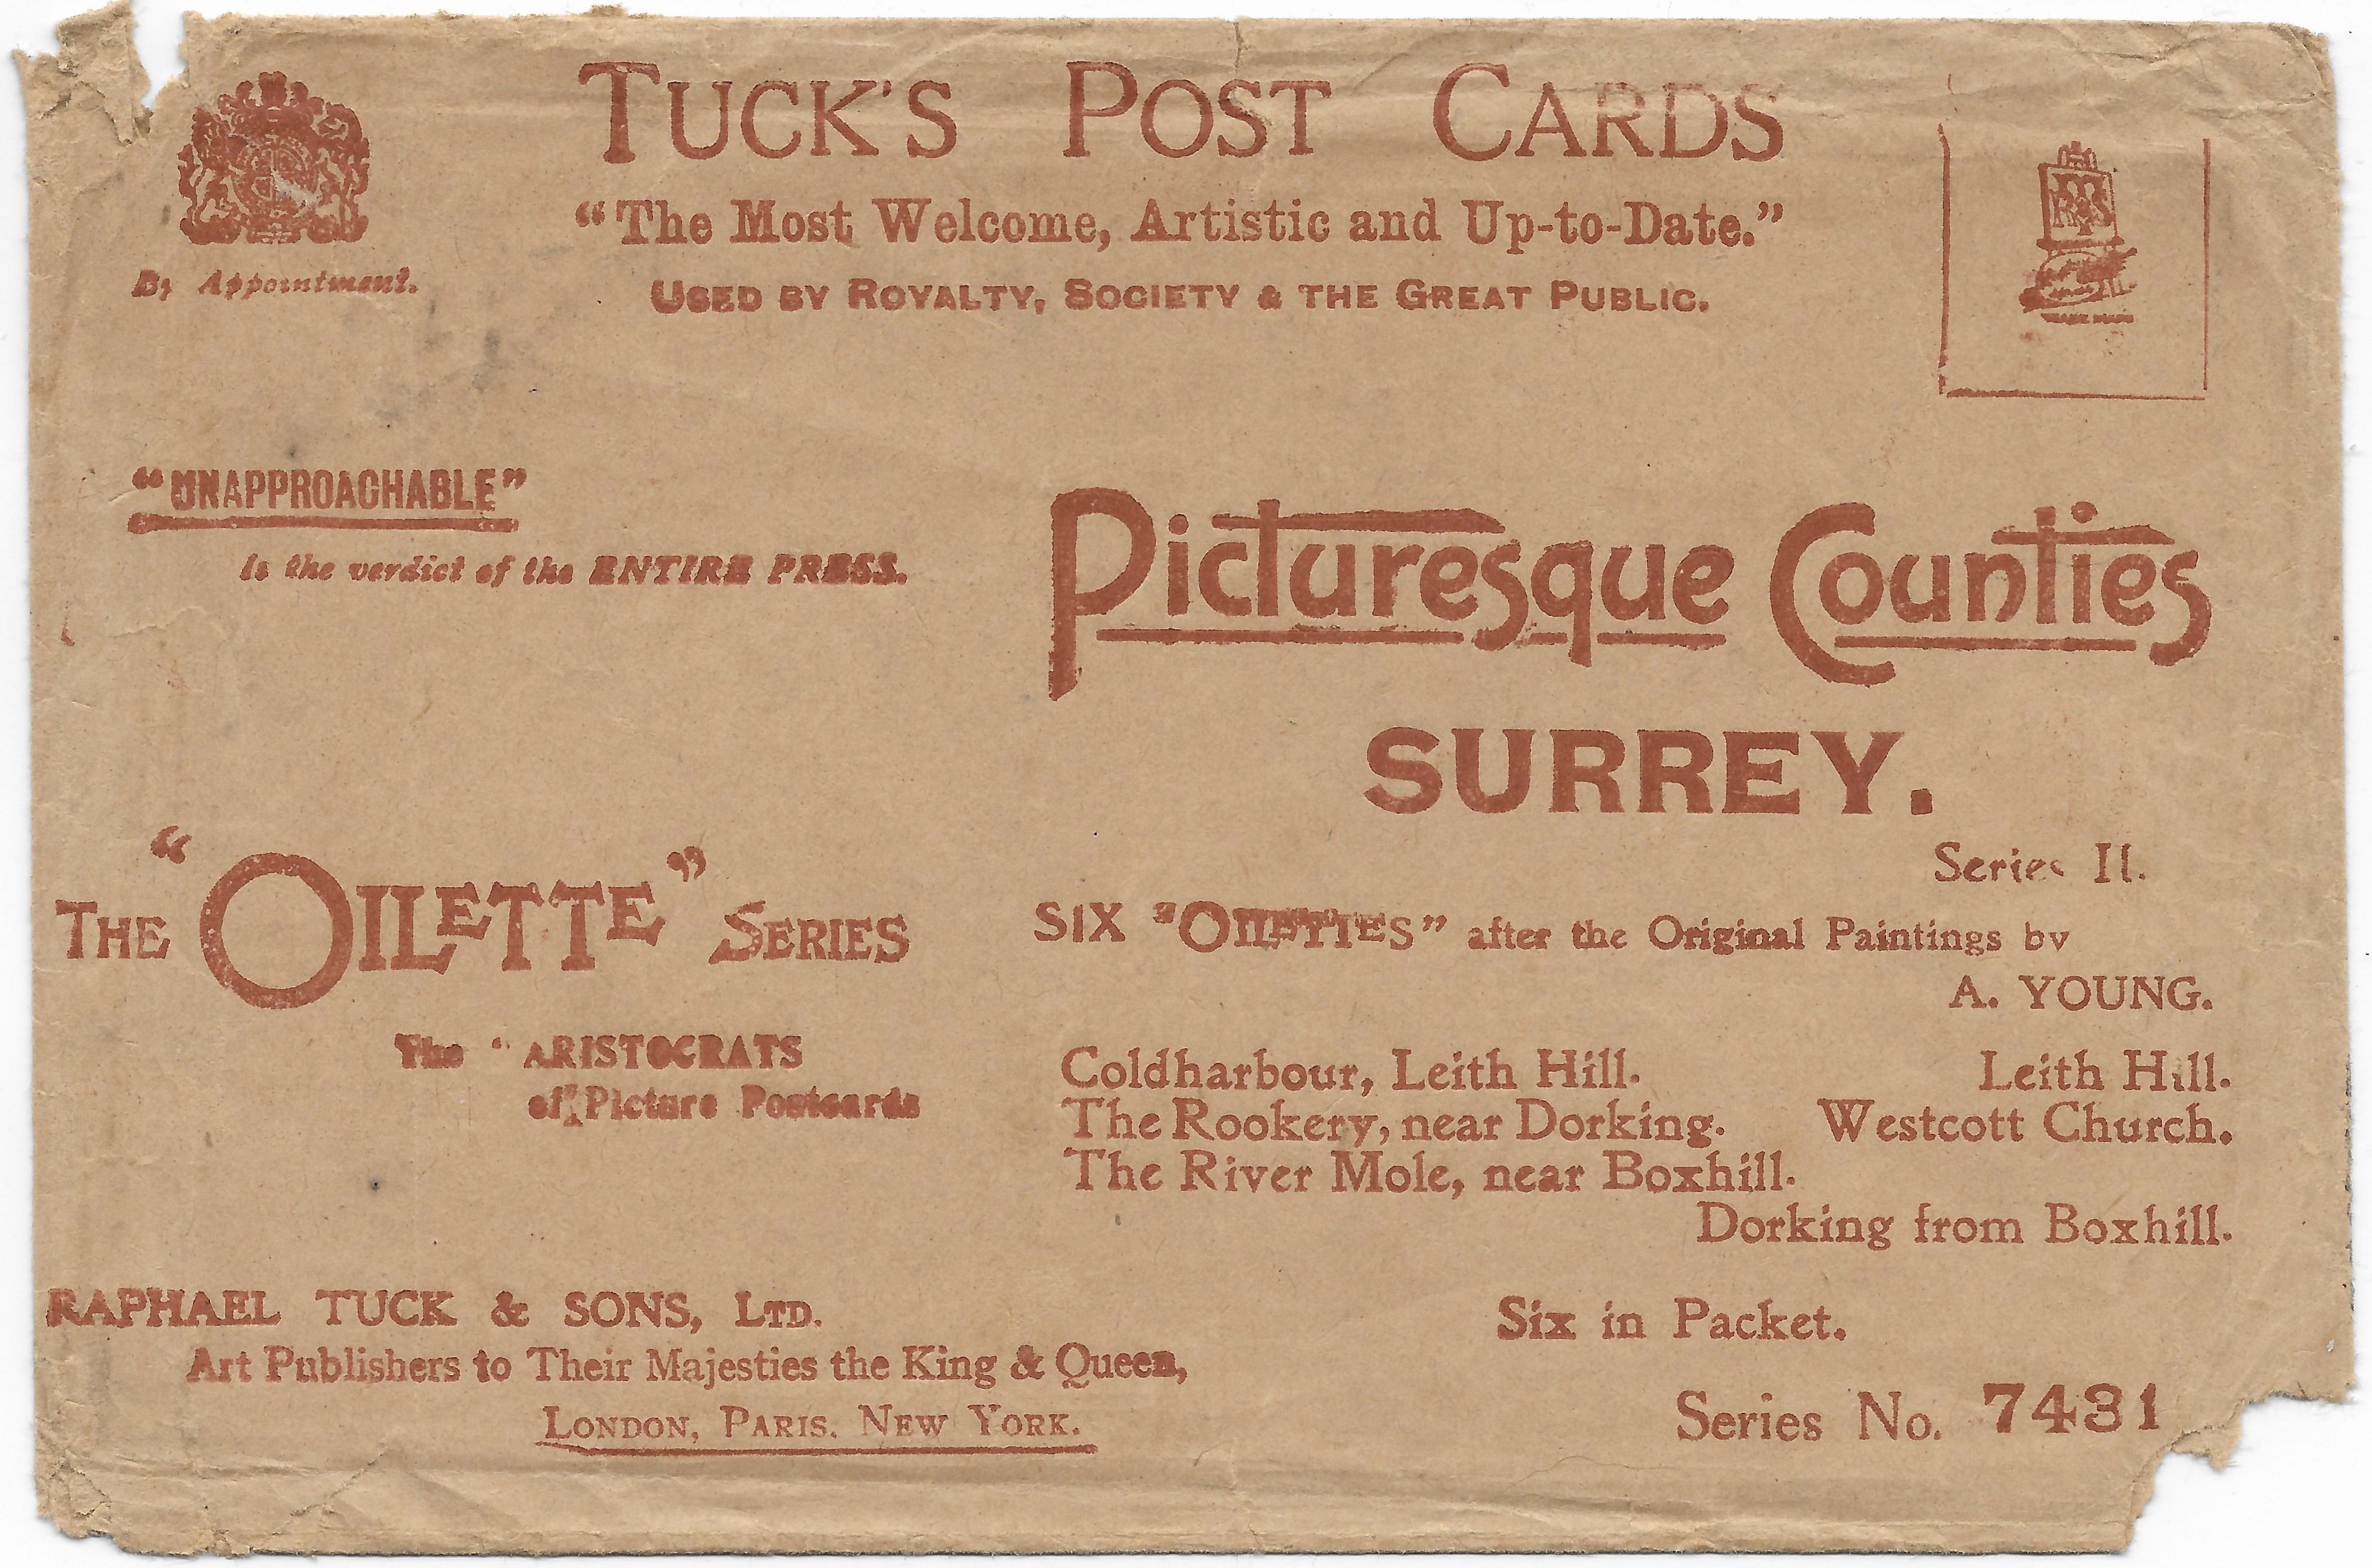 TUCK'S POST CARDS
"The Most Welcome, Artistic and Up-to-Date."
USED BY ROYALTY, SOCIETY & THE GREAT PUBLIC.
By Appointment.
"UNAPPROACHABLE"
Is the verdict of the ENTIRE PRESS.
Picturesque Counties
SURREY.
Series II.
THE "OILETTE" SERIES
The "ARISTOCRATS
of Picture Postcards
SIX "OILETTES" after the Original Paintings by
A. YOUNG.
Coldharbour, Leith Hill. Leith Hill.
The Rookery, near Dorking. Westcott Church.
The River Mole, near Boxhill.
Dorking from Boxhill.
RAPHAEL TUCK & SONS, LTD.
Art Publishers to Their Majesties the King & Queen,
LONDON, PARIS. NEW YORK.
Six in Packet.
Series No. 7431